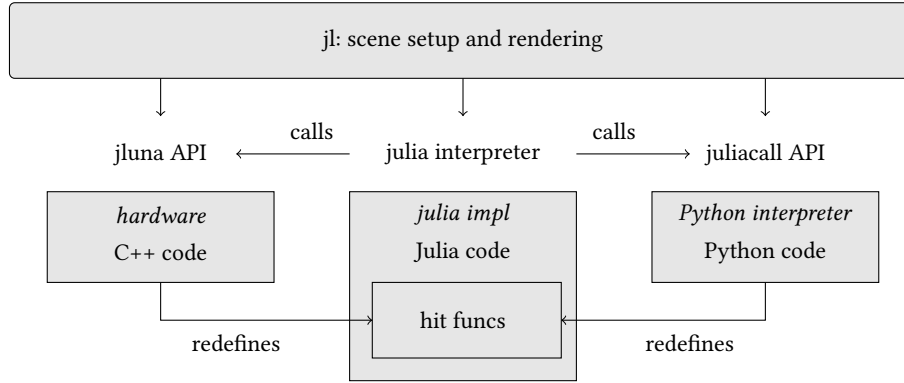 jl: scene setup and rendering
calls
calls
jluna API
julia interpreter
juliacall API
hardware
julia impl
Python interpreter
C++ code
Julia code
Python code
hit funcs
redefines
redefines